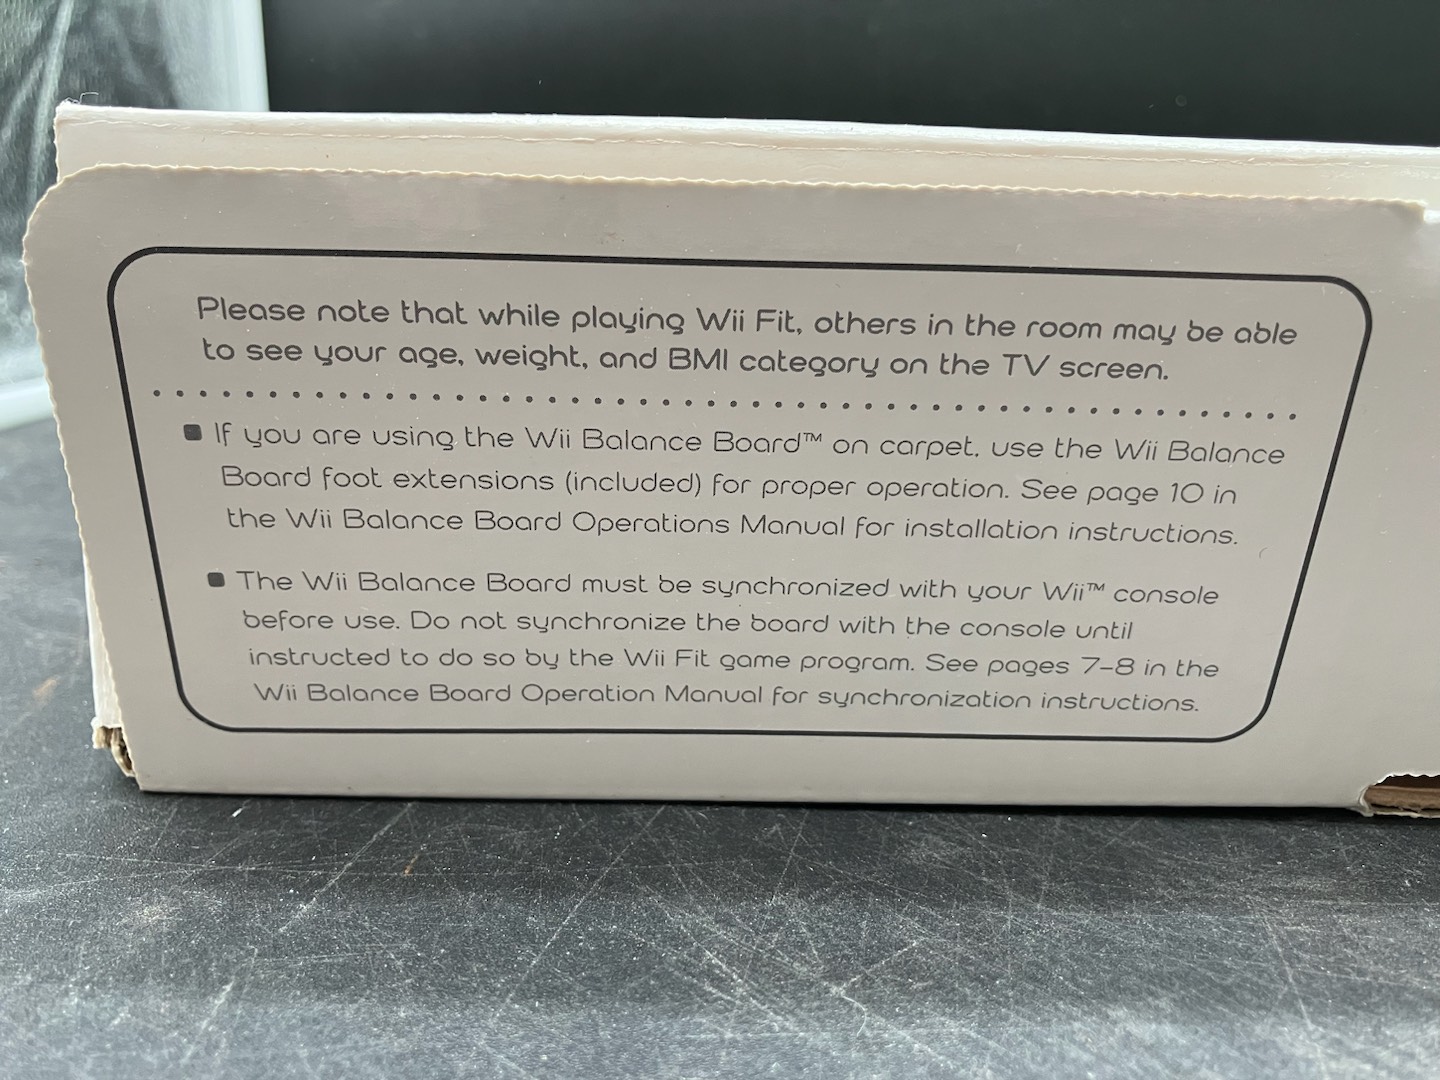 Please note that while playing Wii Fit, others in the room may be able
to see your age, weight, and BMI category on the TV screen.
■ If you are using the Wii Balance Board™ on carpet, use the Wii Balance
Board foot extensions (included) for proper operation. See page 10 in
the Wii Balance Board Operations Manual for installation instructions.
■ The Wii Balance Board must be synchronized with your Wii™ console
before use. Do not synchronize the board with the console until
instructed to do so by the Wii Fit game program. See pages 7–8 in the
Wii Balance Board Operation Manual for synchronization instructions.